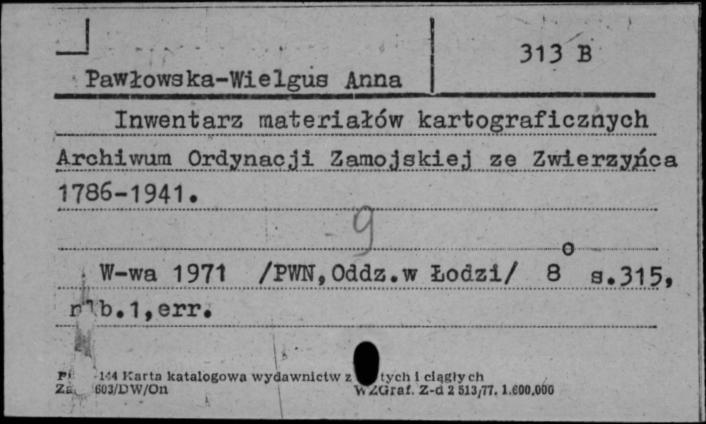 313 B
Pawłowska-Wielgus Anna
Inwentarz materiałów kartograficznych
Archiwum Ordynacji Zamojskiej ze Zwierzyńca
1786-1941.
9
W-wa 1971 /PWN,Oddz.w Łodzi/ 8° s.315,
nlb.1,err.
144 Karta katalogowa wydawnictw z tych i ciągłych
603/DW/On WZGraf. Z-d 2 513/77. 1.600,000